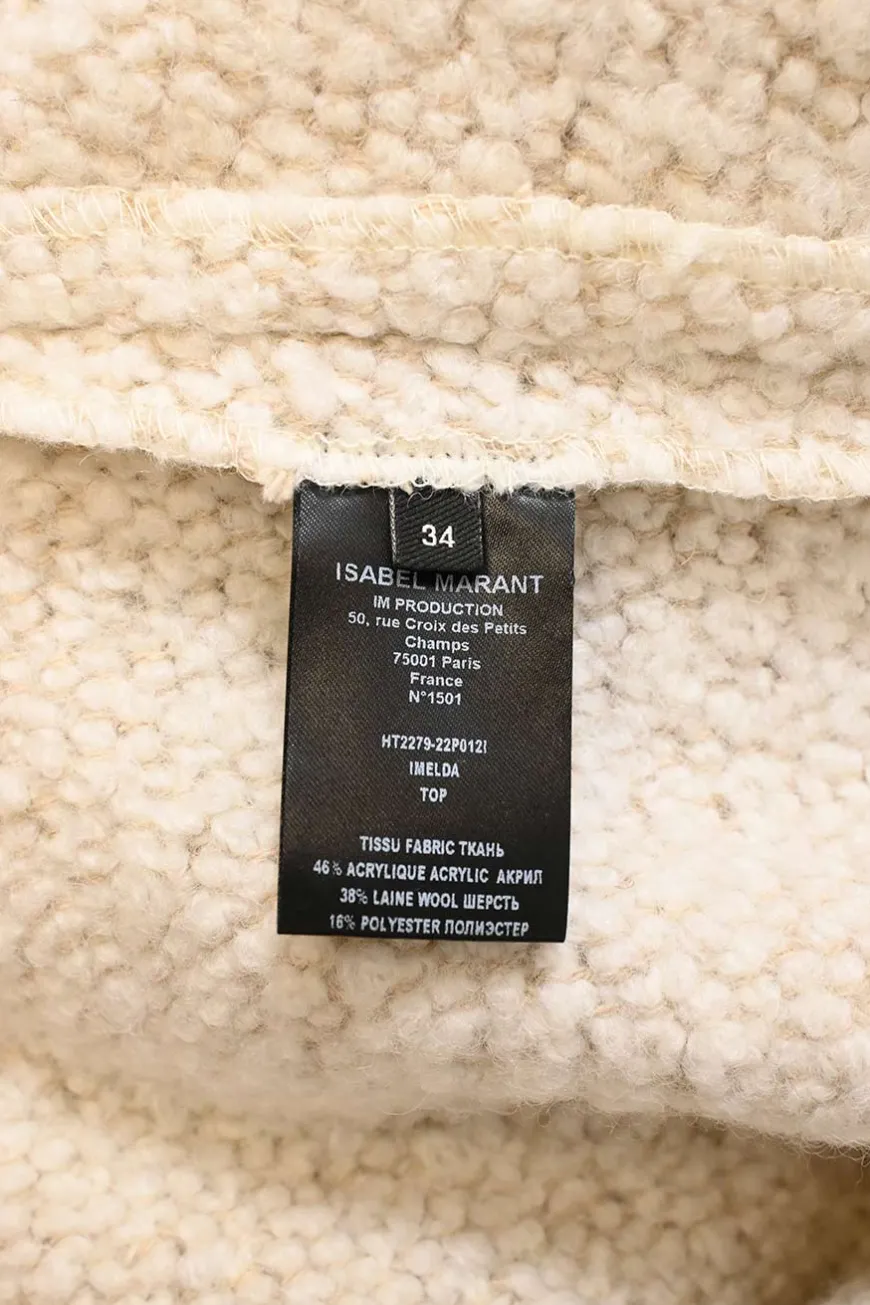 34
ISABEL MARANT
IM PRODUCTION
50, rue Croix des Petits
Champs
75001 Paris
France
N°1501
HT2279-22P012I
IMELDA
TOP
TISSU FABRIC ТКАНЬ
46% ACRYLIQUE ACRYLIC АКРИЛ
38% LAINE WOOL ШЕРСТЬ
16% POLYESTER ПОЛИЭСТЕР